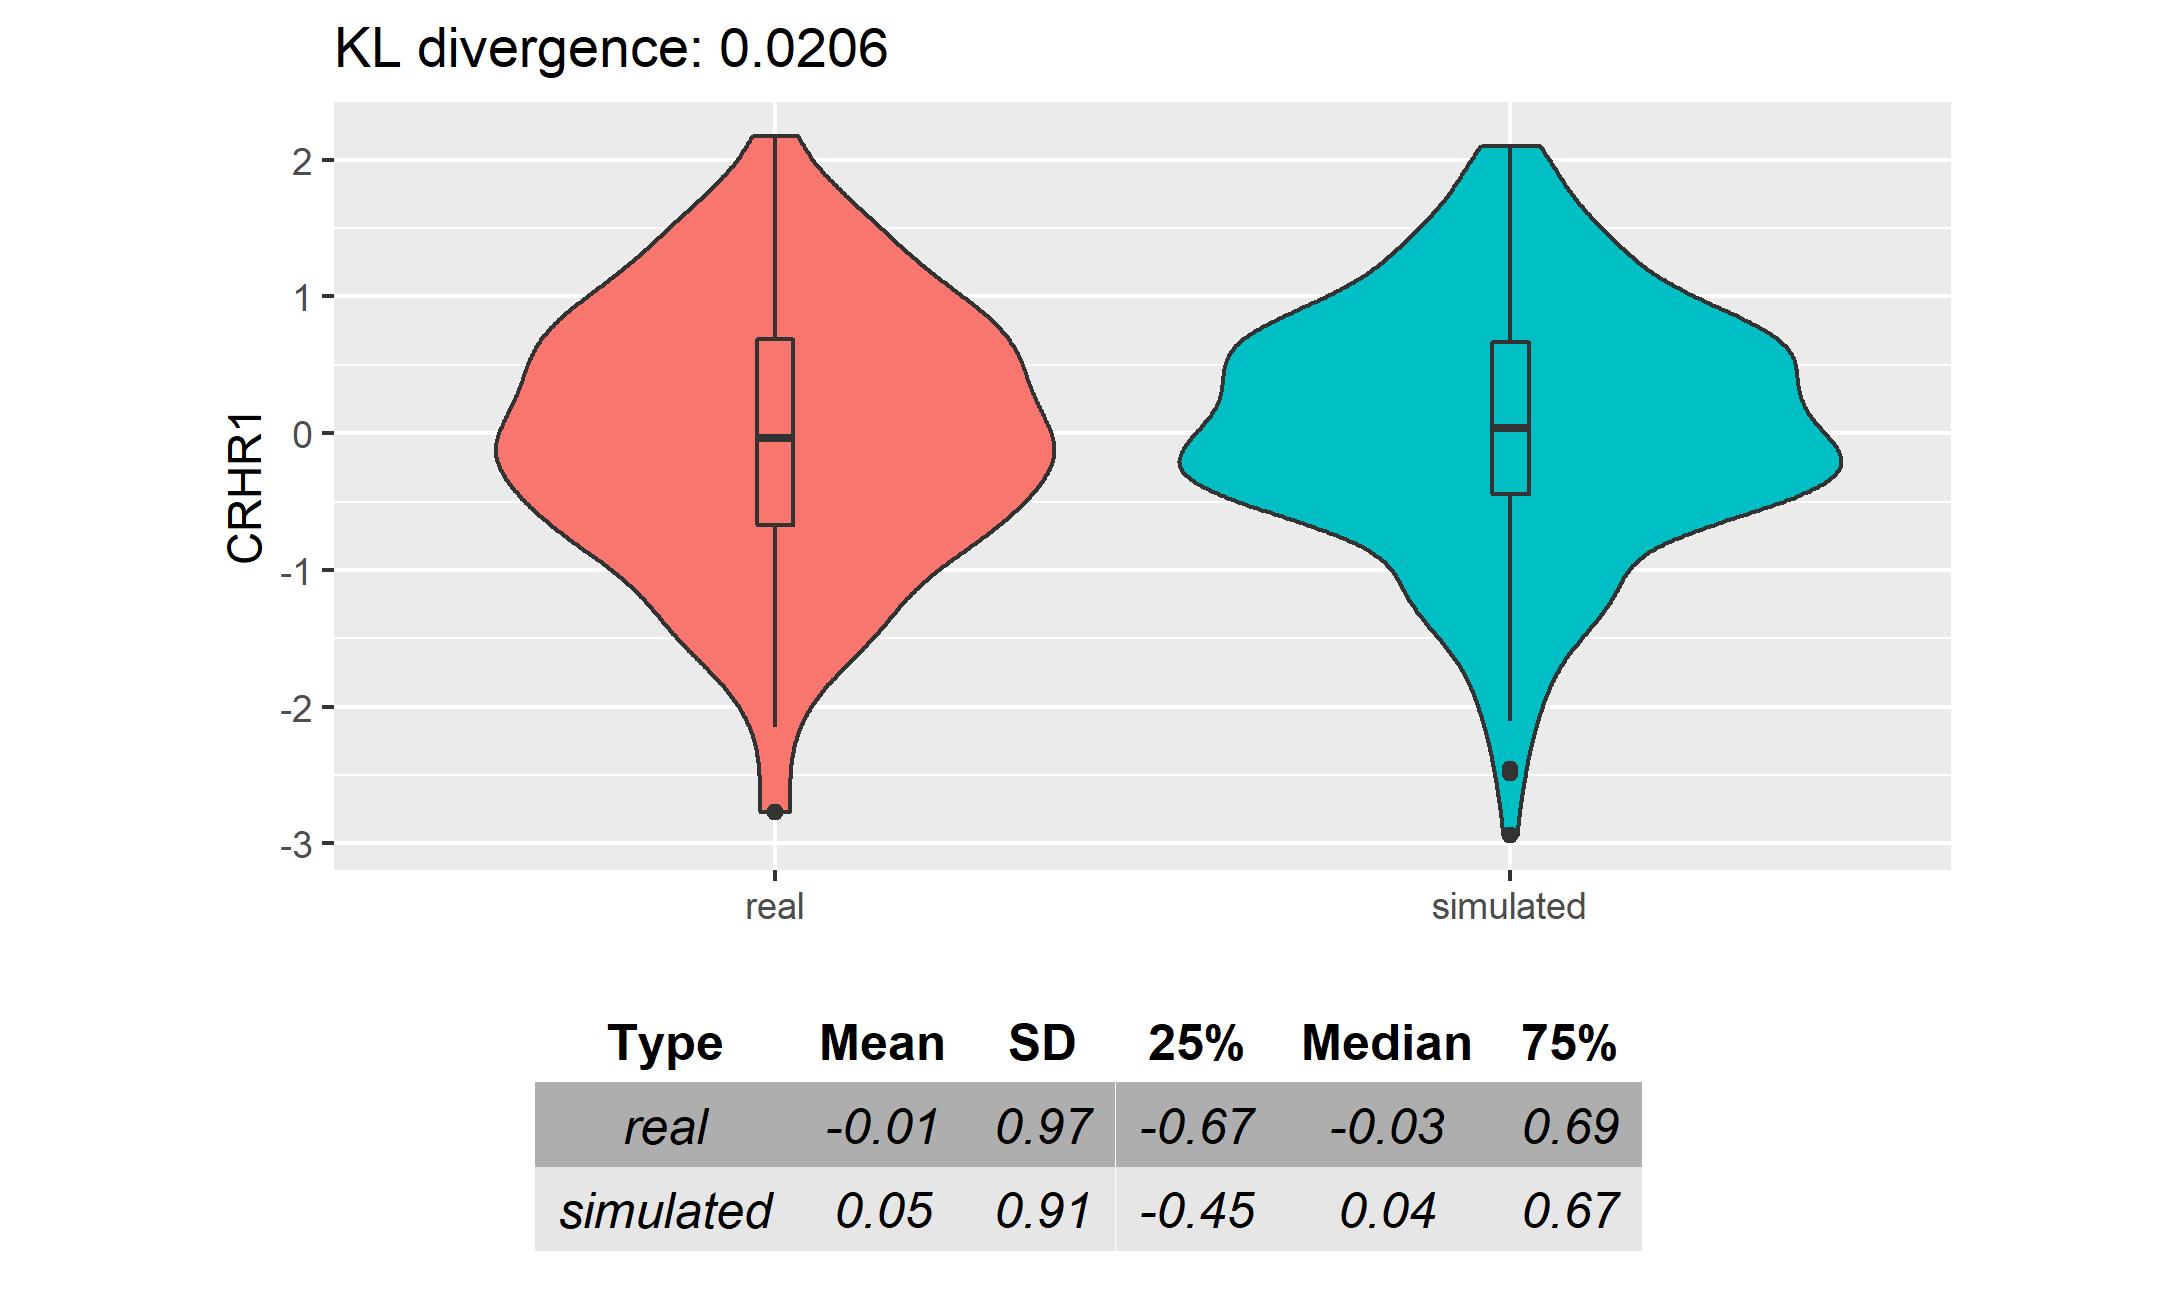 KL divergence: 0.0206
2
1
0
-1
-2
-3
CRHR1
real simulated
Type Mean SD 25% Median 75%
real -0.01 0.97 -0.67 -0.03 0.69
simulated 0.05 0.91 -0.45 0.04 0.67